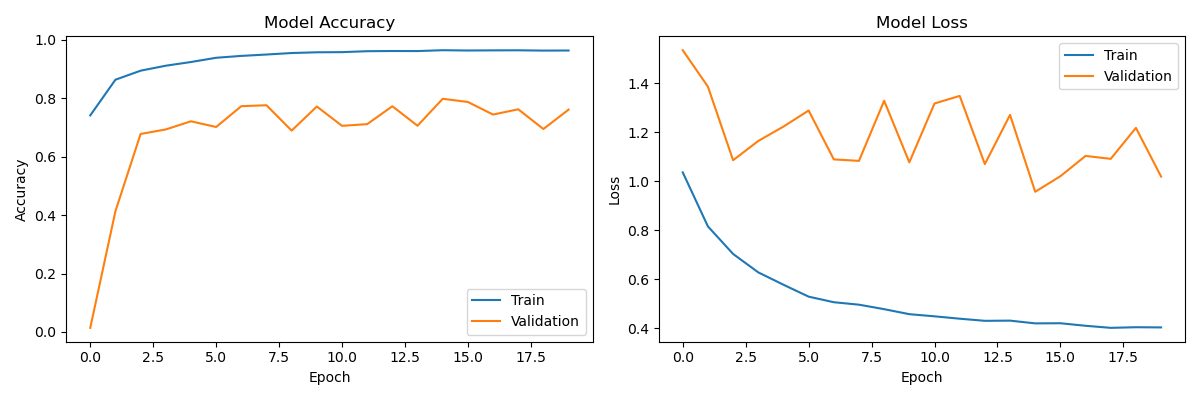 Model Accuracy
1.0
0.8
0.6
0.4
0.2
0.0
Accuracy
Train
Validation
0.0 2.5 5.0 7.5 10.0 12.5 15.0 17.5
Epoch
Model Loss
1.4
1.2
1.0
0.8
0.6
0.4
Loss
Train
Validation
0.0 2.5 5.0 7.5 10.0 12.5 15.0 17.5
Epoch